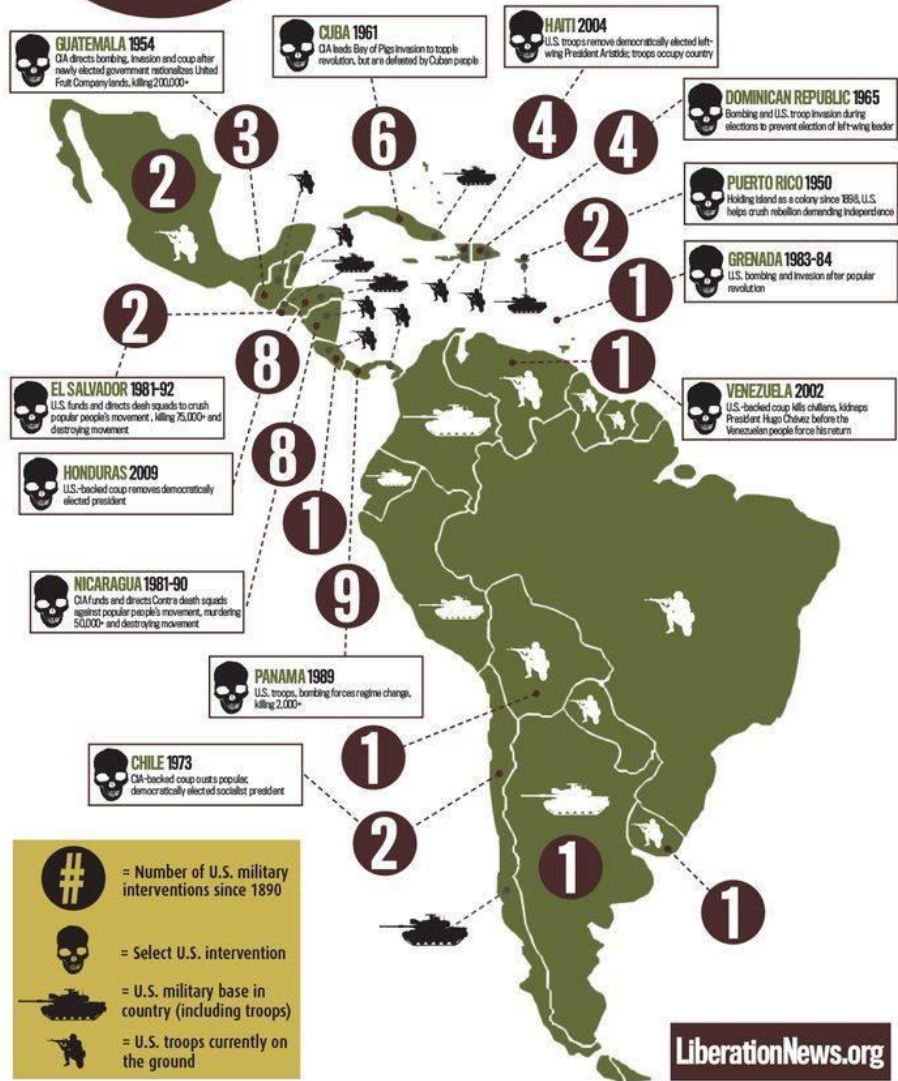 GUATEMALA 1954
CIA directs bombing, invasion and coup after
newly elected government nationalizes United
Fruit Company lands, killing 200,000+
CUBA 1961
CIA leads Bay of Pigs Invasion to topple
revolution, but are defeated by Cuban people
HAITI 2004
U.S. troops remove democratically elected left-
wing President Aristide; troops occupy country
DOMINICAN REPUBLIC 1965
Bombing and U.S. troop invasion during
elections to prevent election of left-wing leader
PUERTO RICO 1950
Holding island as a colony since 1898, U.S.
helps crush rebellion demanding independence
GRENADA 1983-84
U.S. bombing and invasion after popular
revolution
VENEZUELA 2002
U.S.-backed coup kills civilians, kidnaps
President Hugo Chávez before the
Venezuelan people force his return
2
3
6
4
4
2
1
1
2
8
8
1
9
EL SALVADOR 1981-92
U.S. funds and directs deah squads to crush
popular people's movement, killing 75,000+ and
destroying movement
HONDURAS 2009
U.S.-backed coup removes democratically
elected president
NICARAGUA 1981-90
CIA funds and directs Contra death squads
against popular people's movement, murdering
50,000+ and destroying movement
PANAMA 1989
U.S. troops, bombing forces regime change,
killing 2,000+
CHILE 1973
CIA-backed coup ousts popular,
democratically elected socialist president
1
2
1
1
# = Number of U.S. military
interventions since 1890
= Select U.S. intervention
= U.S. military base in
country (including troops)
= U.S. troops currently on
the ground
LiberationNews.org